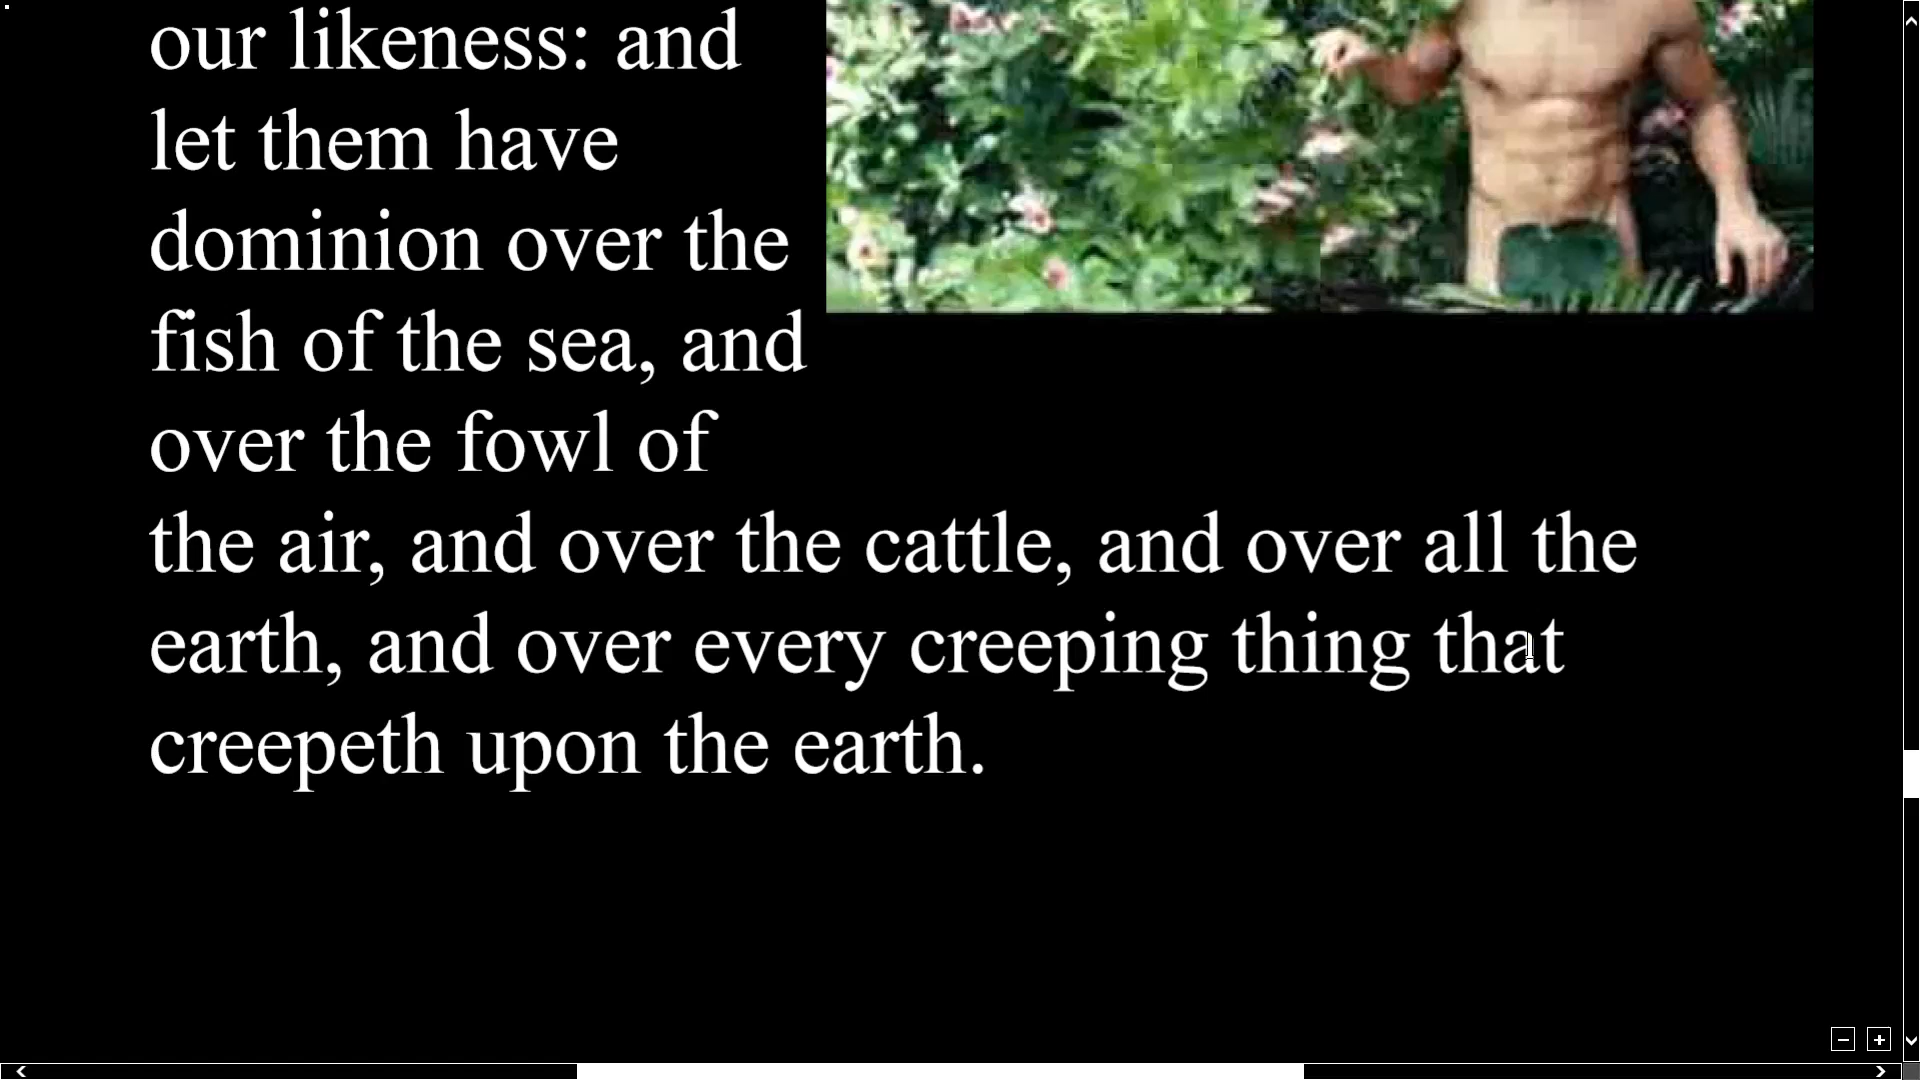 our likeness: and
let them have
dominion over the
fish of the sea, and
over the fowl of
the air, and over the cattle, and over all the
earth, and over every creeping thing that
creepeth upon the earth.